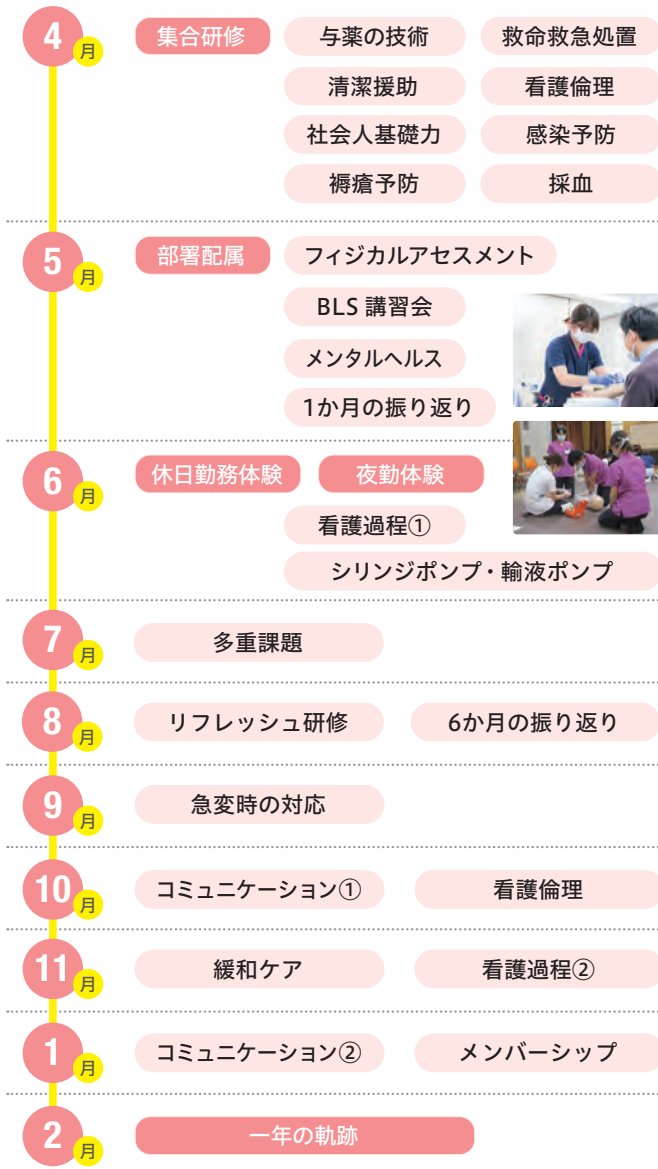 4月 集合研修 与薬の技術 救命救急処置
清潔援助 看護倫理
社会人基礎力 感染予防
褥瘡予防 採血
5月 部署配属 フィジカルアセスメント
BLS 講習会
メンタルヘルス
1か月の振り返り
6月 休日勤務体験 夜勤体験
看護過程①
シリンジポンプ・輸液ポンプ
7月 多重課題
8月 リフレッシュ研修 6か月の振り返り
9月 急変時の対応
10月 コミュニケーション① 看護倫理
11月 緩和ケア 看護過程②
1月 コミュニケーション② メンバーシップ
2月 一年の軌跡